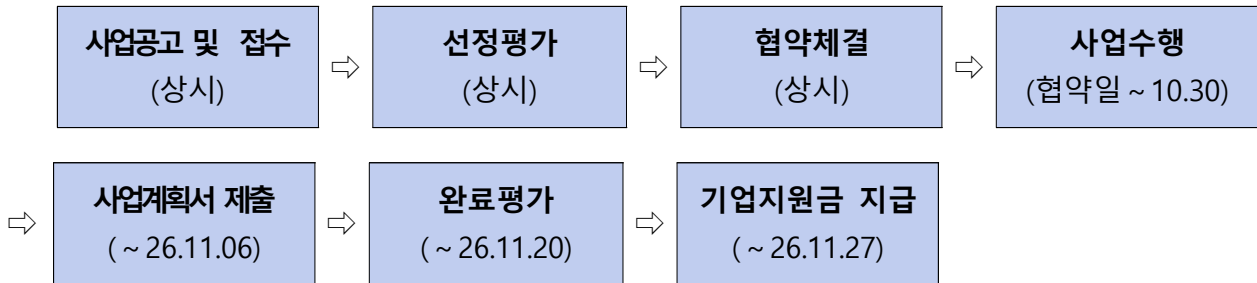 사업공고 및 접수
(상시)
⇨
선정평가
(상시)
⇨
협약체결
(상시)
⇨
사업수행
(협약일 ~ 10.30)
⇨
사업계획서 제출
( ~ 26.11.06)
⇨
완료평가
( ~ 26.11.20)
⇨
기업지원금 지급
( ~ 26.11.27)